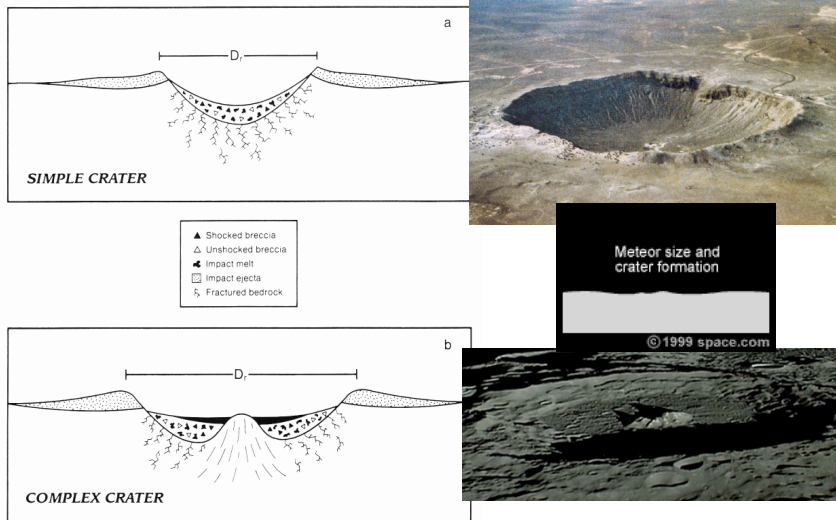 a
Dr
SIMPLE CRATER
Shocked breccia
Unshocked breccia
Impact melt
Impact ejecta
Fractured bedrock
Meteor size and
crater formation
©1999 space.com
b
Dr
COMPLEX CRATER